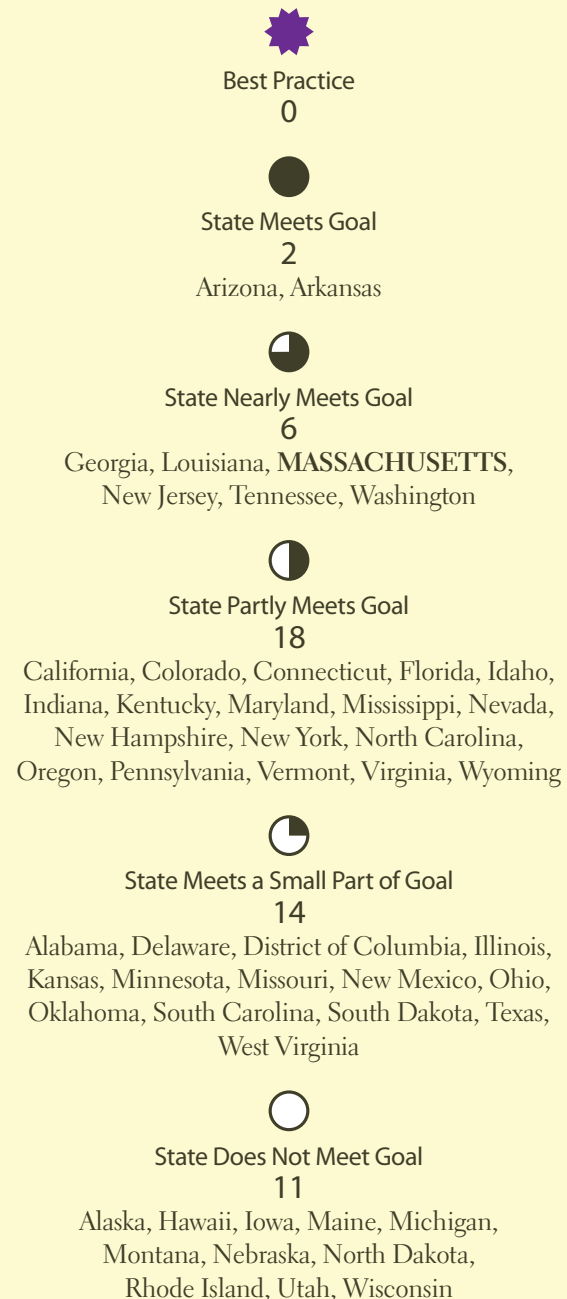 Best Practice
0
State Meets Goal
2
Arizona, Arkansas
State Nearly Meets Goal
6
Georgia, Louisiana, MASSACHUSETTS,
New Jersey, Tennessee, Washington
State Partly Meets Goal
18
California, Colorado, Connecticut, Florida, Idaho,
Indiana, Kentucky, Maryland, Mississippi, Nevada,
New Hampshire, New York, North Carolina,
Oregon, Pennsylvania, Vermont, Virginia, Wyoming
State Meets a Small Part of Goal
14
Alabama, Delaware, District of Columbia, Illinois,
Kansas, Minnesota, Missouri, New Mexico, Ohio,
Oklahoma, South Carolina, South Dakota, Texas,
West Virginia
State Does Not Meet Goal
11
Alaska, Hawaii, Iowa, Maine, Michigan,
Montana, Nebraska, North Dakota,
Rhode Island, Utah, Wisconsin